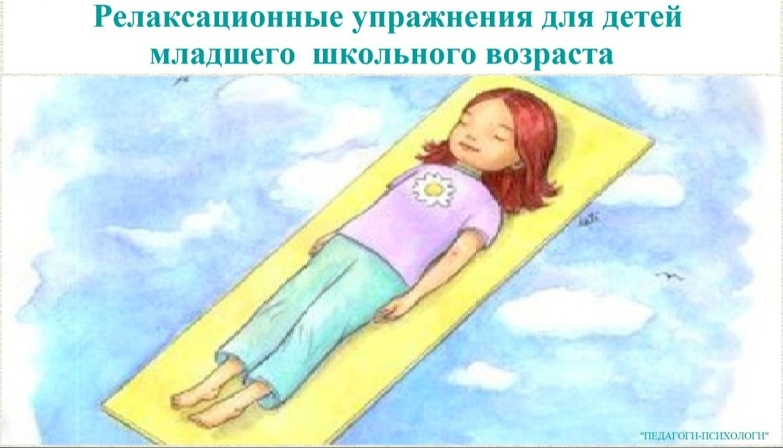 Релаксационные упражнения для детей
младшего школьного возраста
"ПЕДАГОГИ-ПСИХОЛОГИ"